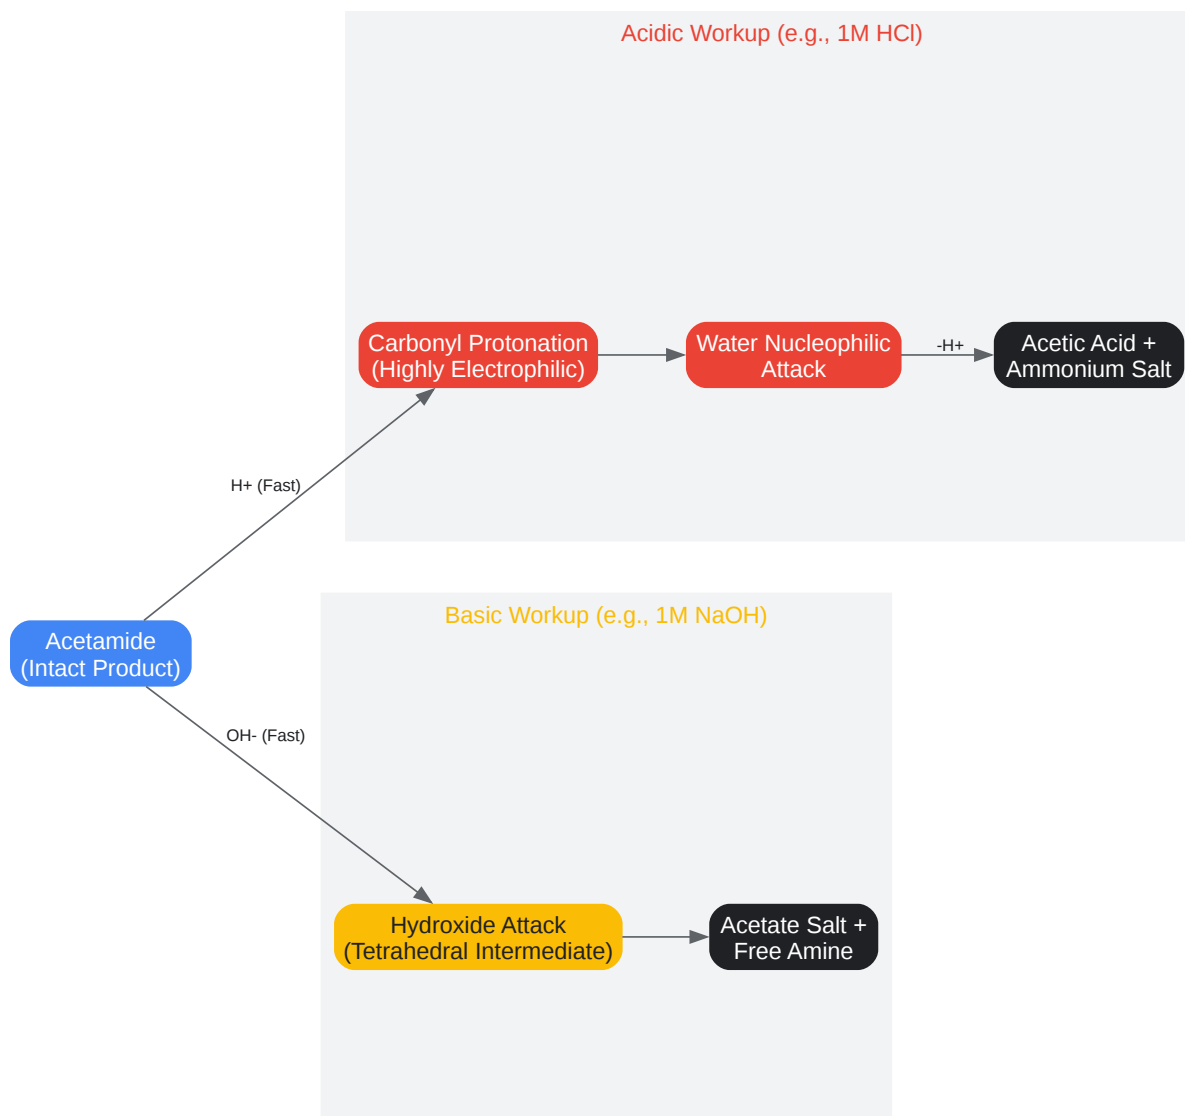 Acidic Workup (e.g., 1M HCl)
Carbonyl Protonation
(Highly Electrophilic)
Water Nucleophilic
Attack
-H+
Acetic Acid +
Ammonium Salt
H+ (Fast)
Basic Workup (e.g., 1M NaOH)
Acetamide
(Intact Product)
OH- (Fast)
Hydroxide Attack
(Tetrahedral Intermediate)
Acetate Salt +
Free Amine